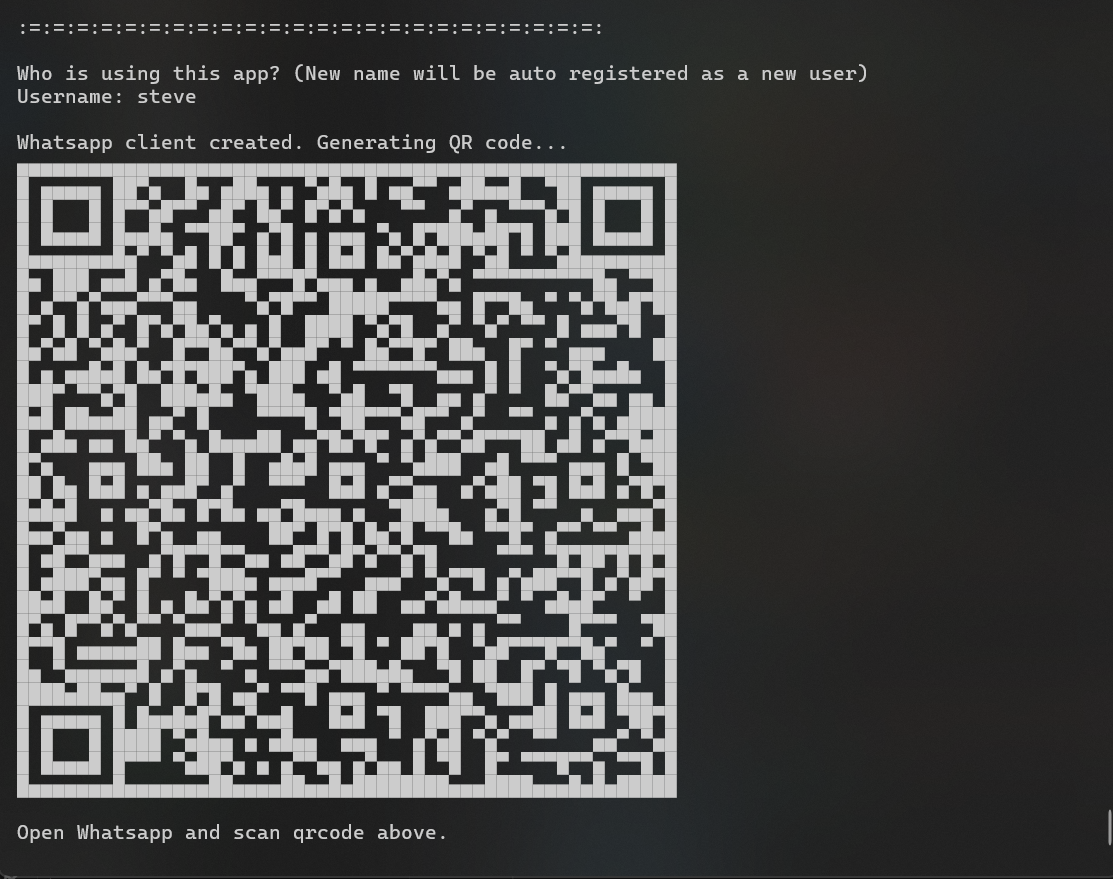 :=:=:=:=:=:=:=:=:=:=:=:=:=:=:=:=:=:=:=:=:=:=:=:=:
Who is using this app? (New name will be auto registered as a new user)
Username: steve
Whatsapp client created. Generating QR code...
Open Whatsapp and scan qrcode above.